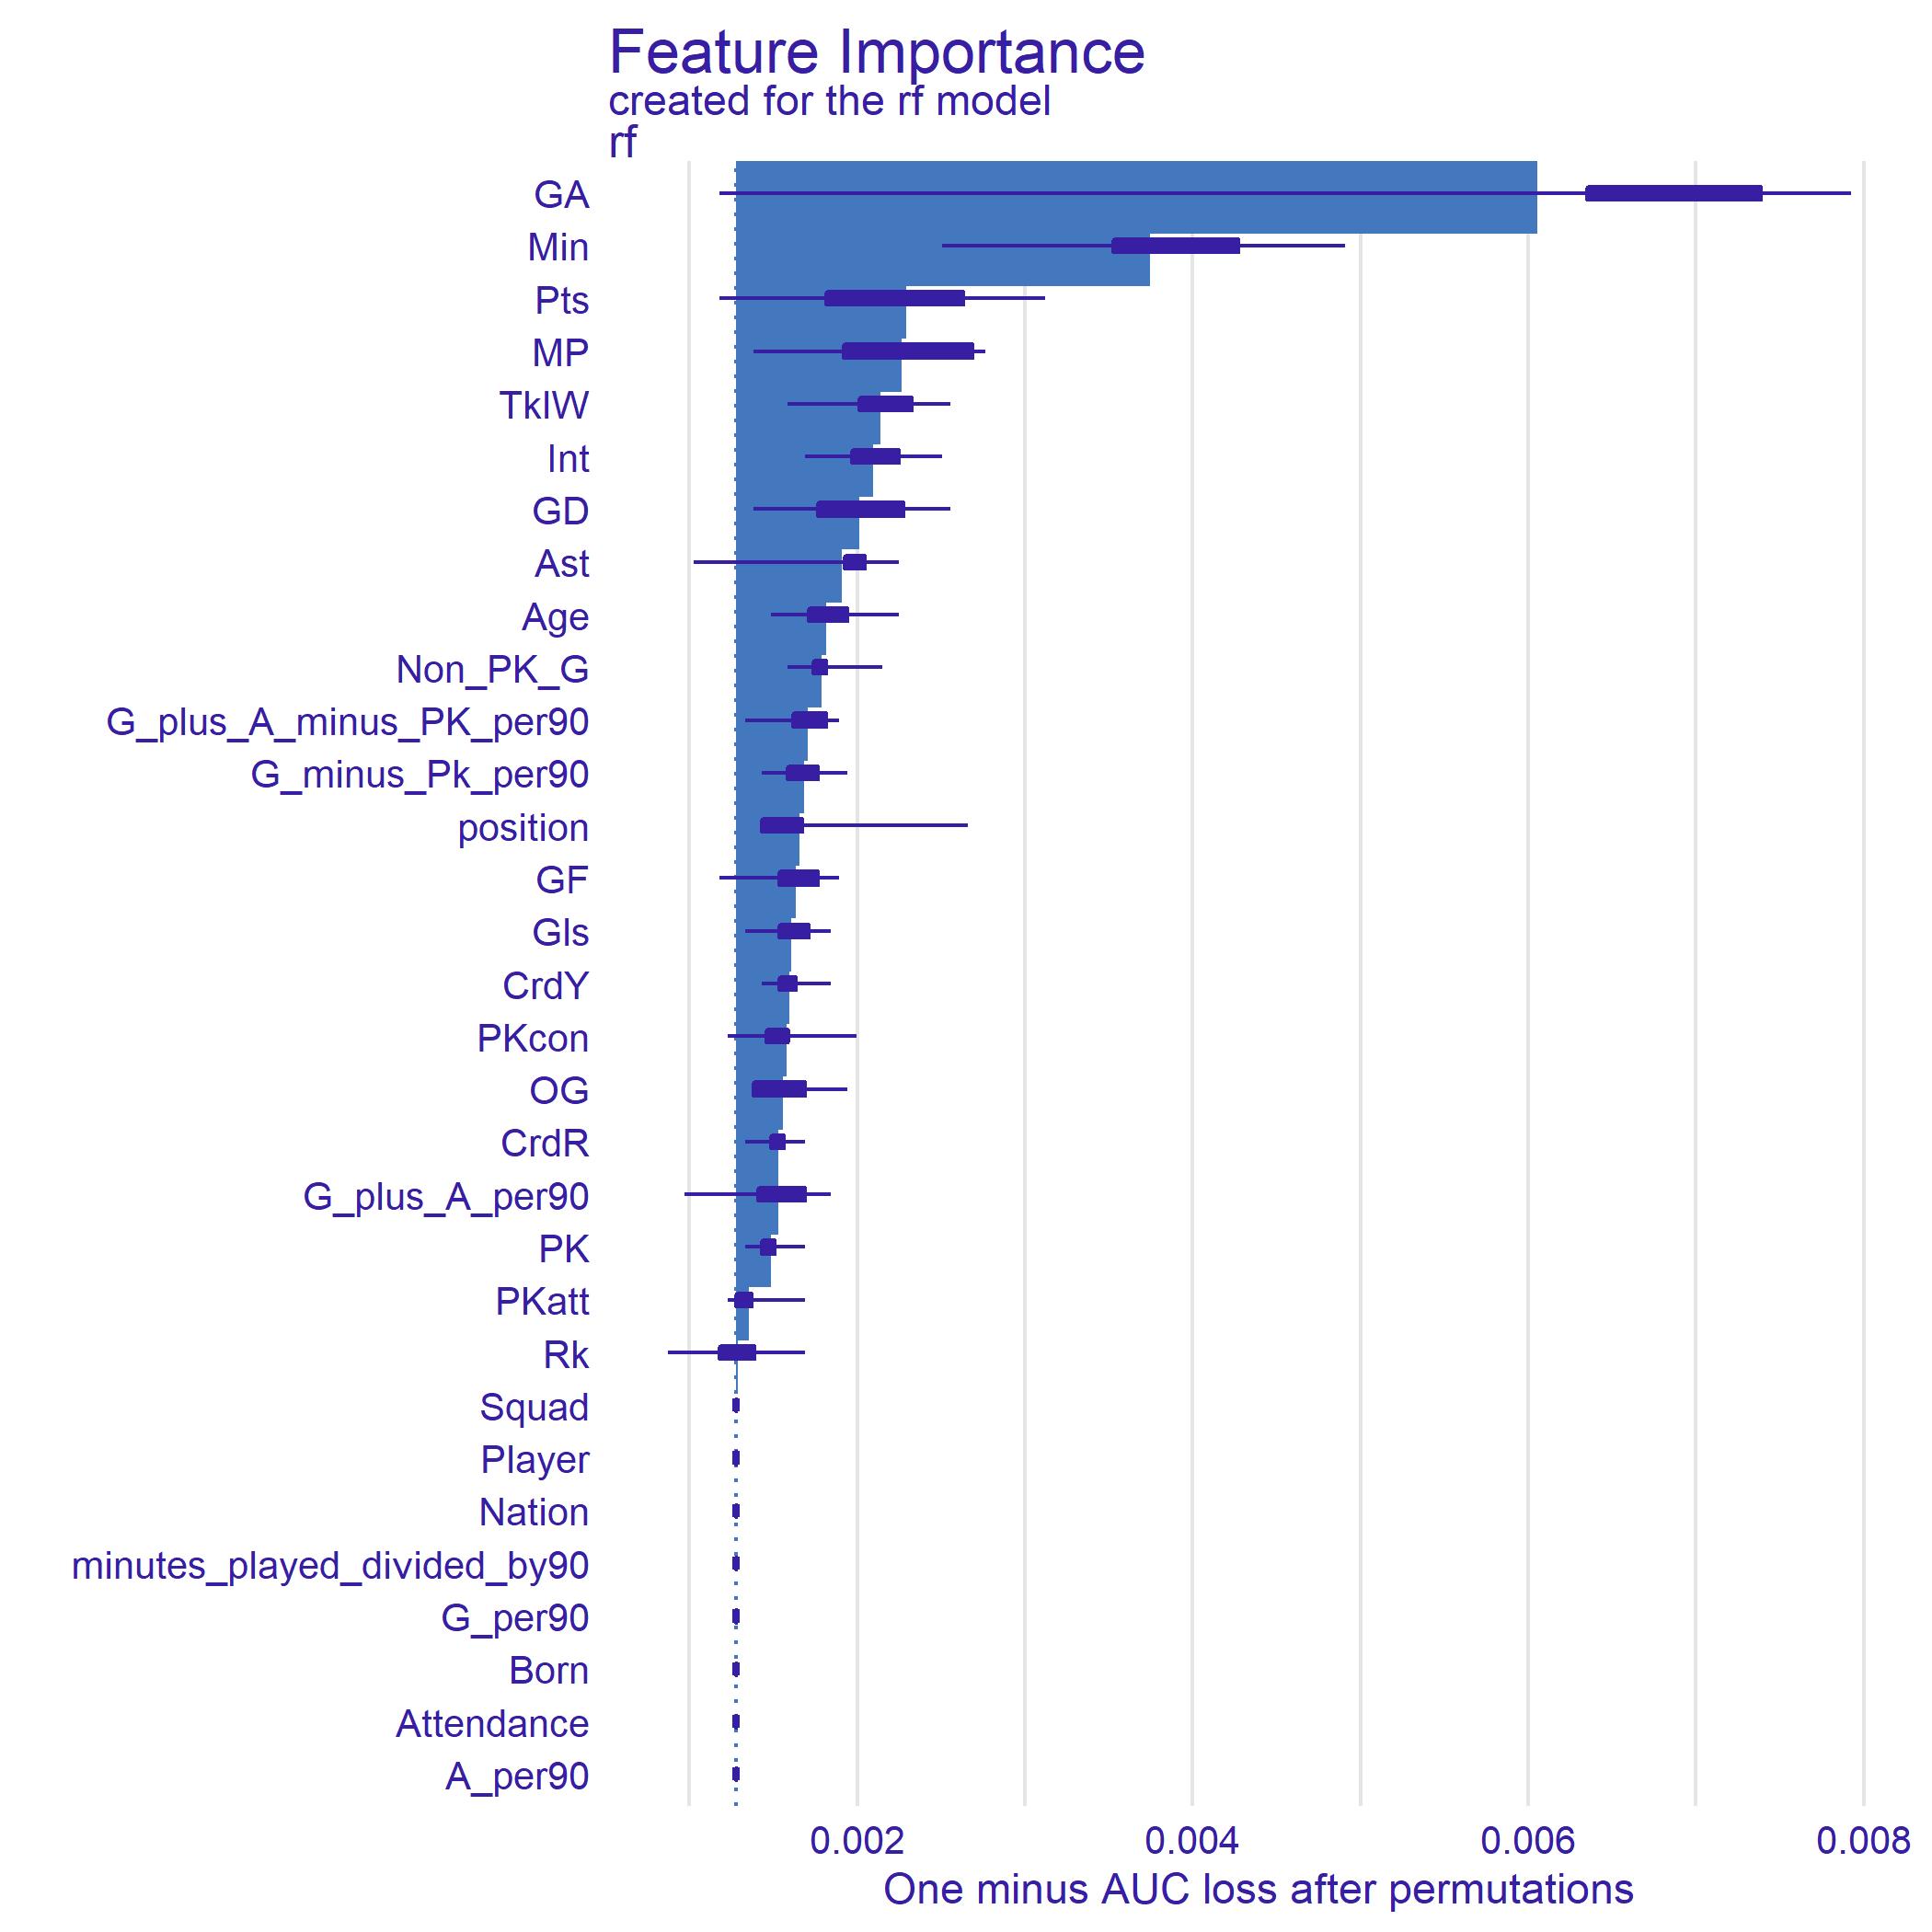 Feature Importance
created for the rf model
rf
GA
Min
Pts
MP
TklW
Int
GD
Ast
Age
Non_PK_G
G_plus_A_minus_PK_per90
G_minus_Pk_per90
position
GF
Gls
CrdY
PKcon
OG
CrdR
G_plus_A_per90
PK
PKatt
Rk
Squad
Player
Nation
minutes_played_divided_by90
G_per90
Born
Attendance
A_per90
0.002 0.004 0.006 0.008
One minus AUC loss after permutations